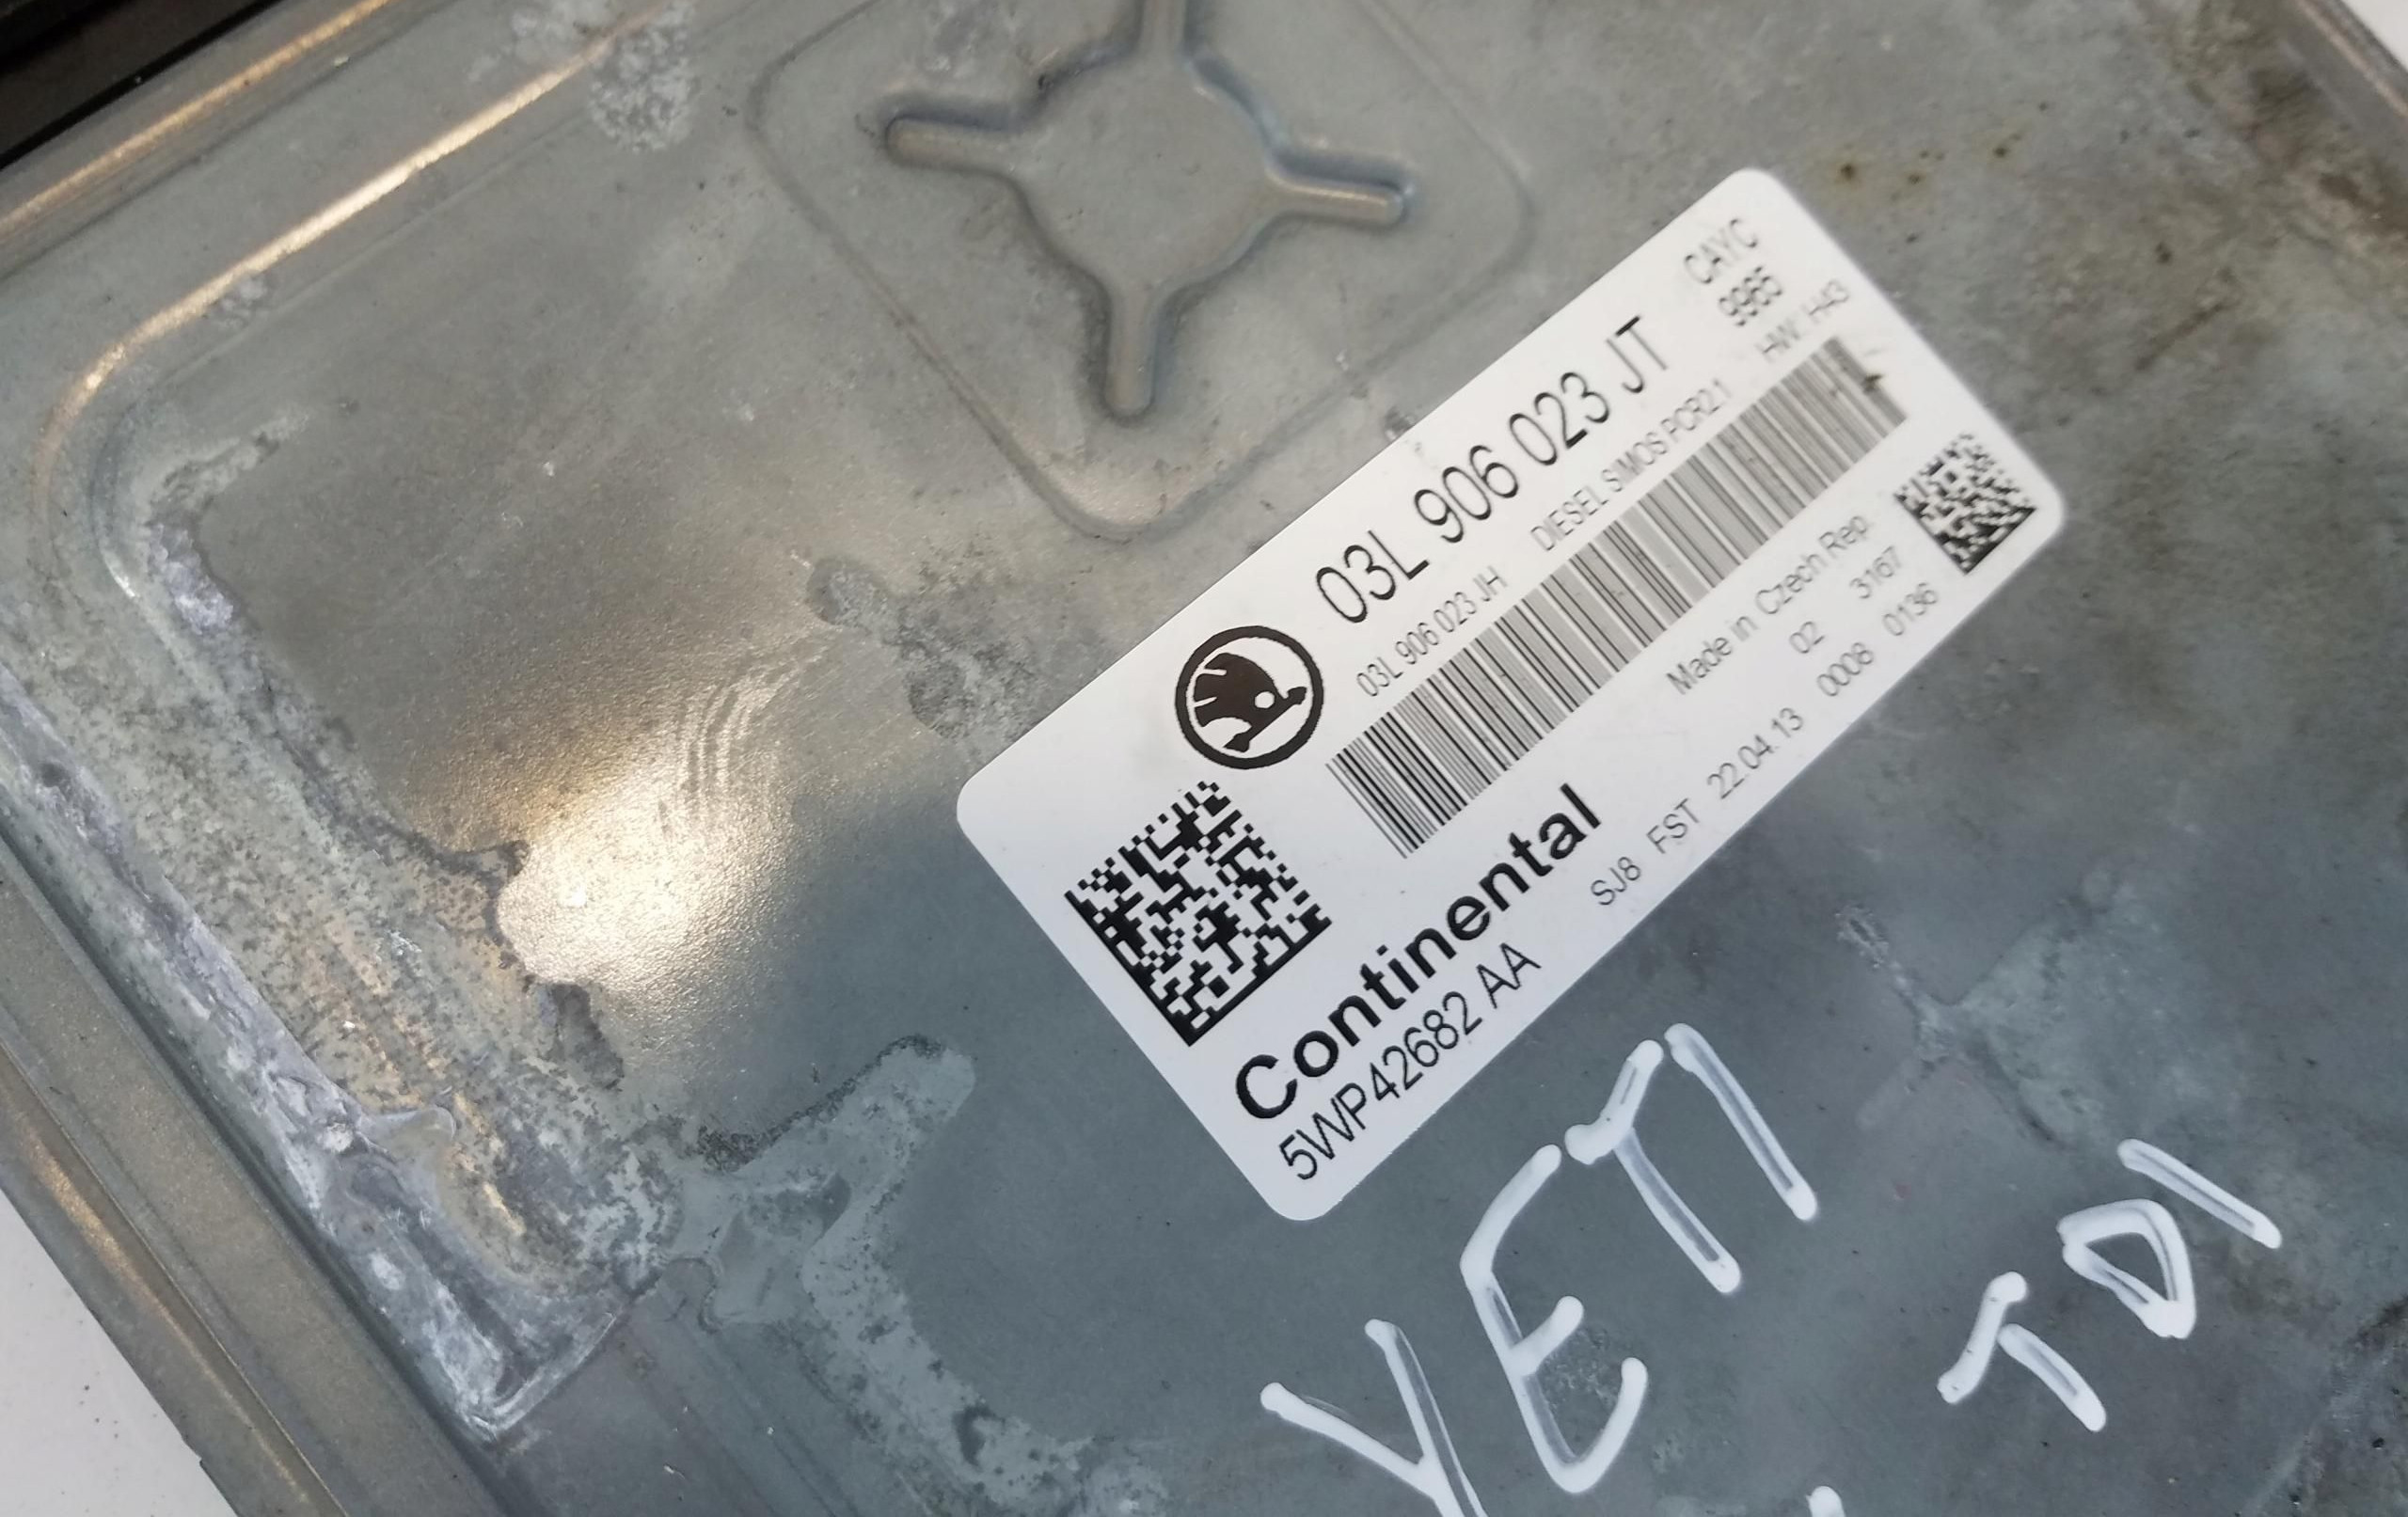 03L 906 023 JT
CAYC
9965
03L 906 023 JH DIESEL SIMOS PCR2.1 HW H43
Continental
Made in Czech Rep.
02 3167
5WP42682 AA
SJ8 FST 22.04.13 0008 0136
YETI
TDI